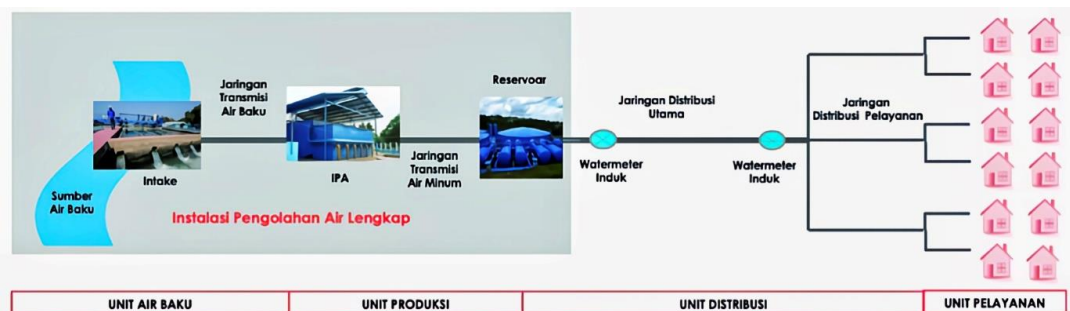 Sumber
Air Baku
Intake
Jaringan
Transmisi
Air Baku
IPA
Jaringan
Transmisi
Air Minum
Reservoar
Instalasi Pengolahan Air Lengkap
Jaringan Distribusi
Utama
Watermeter
Induk
Watermeter
Induk
Jaringan
Distribusi Pelayanan
UNIT AIR BAKU
UNIT PRODUKSI
UNIT DISTRIBUSI
UNIT PELAYANAN